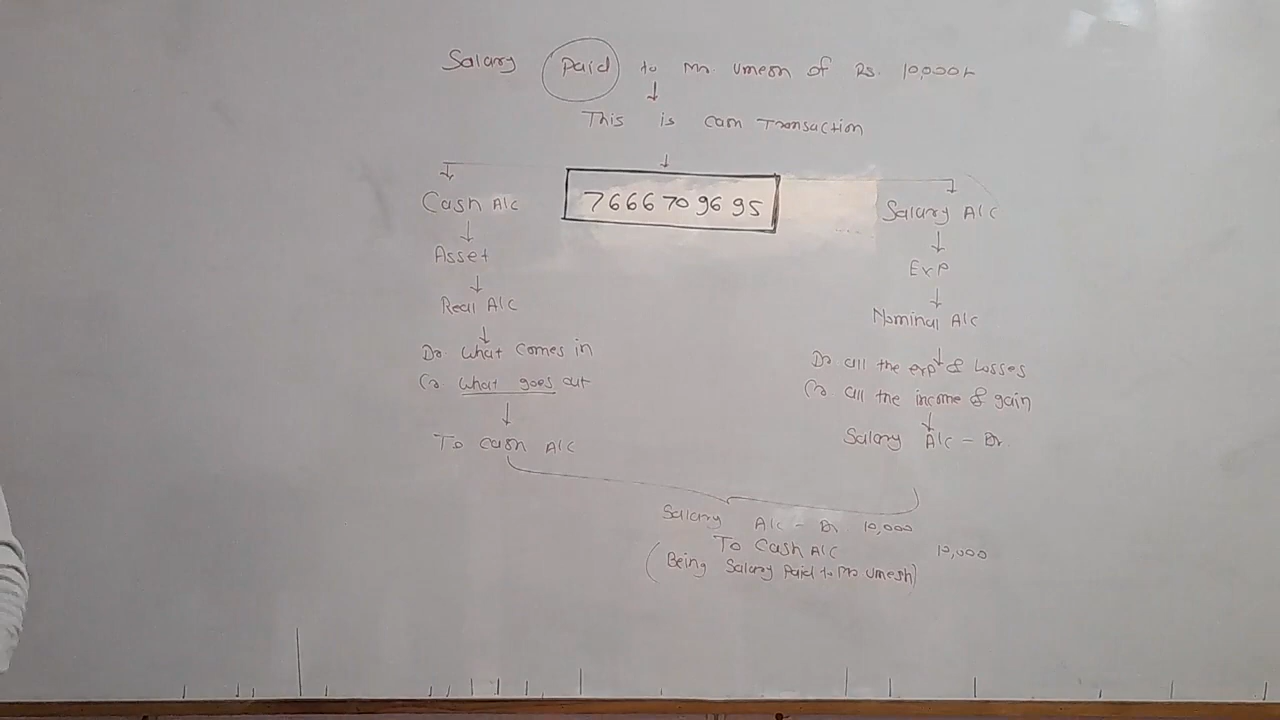 Salary Paid to Mr. Umesh of Rs. 10,000/-
This is cash Transaction
7666709695
Cash A/c
Asset
Real A/c
Dr. What comes in
Cr. What goes out
To cash A/c
Salary A/c
Exp
Nominal A/c
Dr all the exp & Losses
Cr all the income & gain
Salary A/c - Dr.
Salary A/c - Dr 10,000
To Cash A/c 10,000
(Being Salary Paid to Mr Umesh)